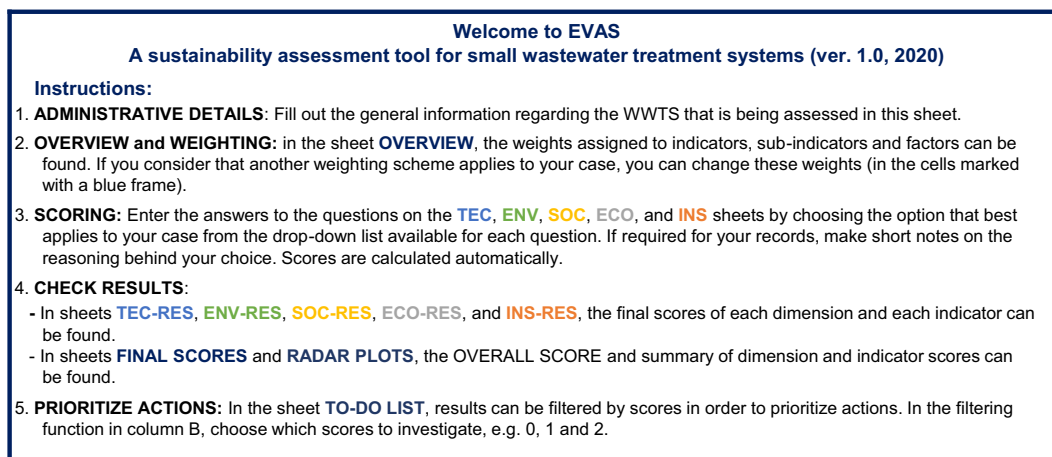 Welcome to EVAS
A sustainability assessment tool for small wastewater treatment systems (ver. 1.0, 2020)
Instructions:
1. ADMINISTRATIVE DETAILS: Fill out the general information regarding the WWTS that is being assessed in this sheet.
2. OVERVIEW and WEIGHTING: in the sheet OVERVIEW, the weights assigned to indicators, sub-indicators and factors can be
found. If you consider that another weighting scheme applies to your case, you can change these weights (in the cells marked
with a blue frame).
3. SCORING: Enter the answers to the questions on the TEC, ENV, SOC, ECO, and INS sheets by choosing the option that best
applies to your case from the drop-down list available for each question. If required for your records, make short notes on the
reasoning behind your choice. Scores are calculated automatically.
4. CHECK RESULTS:
- In sheets TEC-RES, ENV-RES, SOC-RES, ECO-RES, and INS-RES, the final scores of each dimension and each indicator can
be found.
- In sheets FINAL SCORES and RADAR PLOTS, the OVERALL SCORE and summary of dimension and indicator scores can
be found.
5. PRIORITIZE ACTIONS: In the sheet TO-DO LIST, results can be filtered by scores in order to prioritize actions. In the filtering
function in column B, choose which scores to investigate, e.g. 0, 1 and 2.